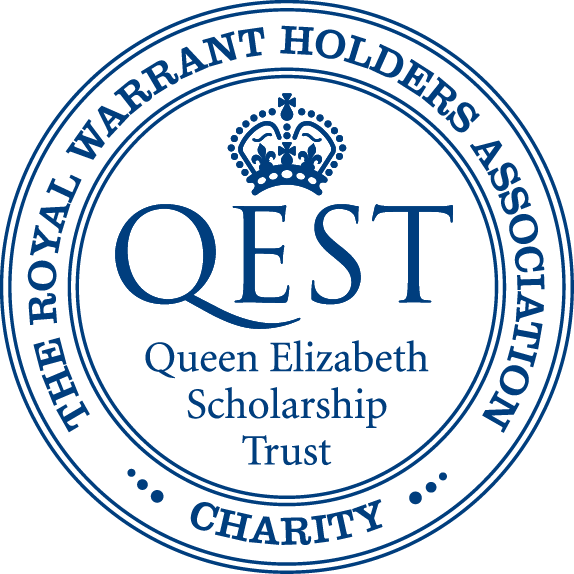 THE ROYAL WARRANT HOLDERS ASSOCIATION
QEST
Queen Elizabeth
Scholarship
Trust
... CHARITY ...